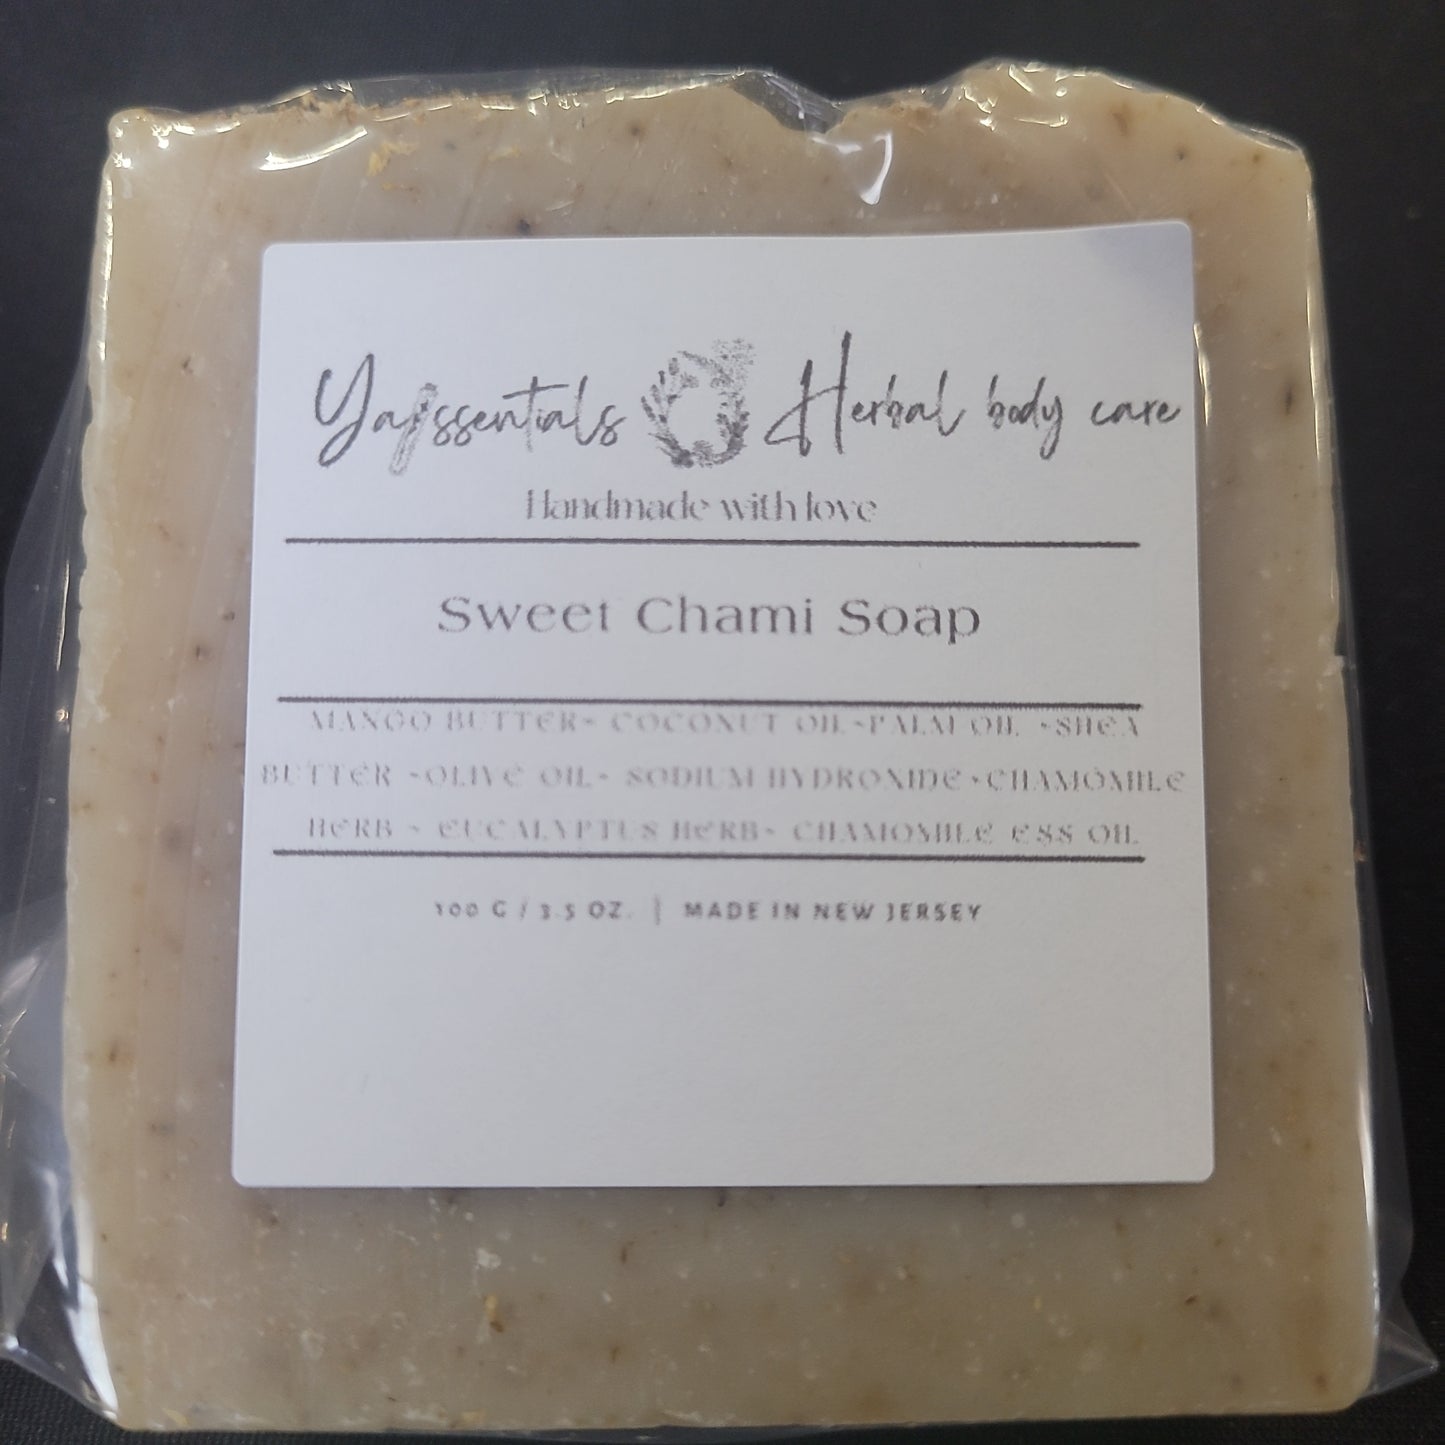 Yafssentials Herbal body care
Handmade with love
Sweet Chami Soap
MANGO BUTTER~ COCONUT OIL ~PALM OIL ~SHEA
BUTTER ~OLIVE OIL~ SODIUM HYDROXIDE ~CHAMOMILE
HERB ~ EUCALYPTUS HERB~ CHAMOMILE ESS OIL
100 G / 3.5 OZ. | MADE IN NEW JERSEY